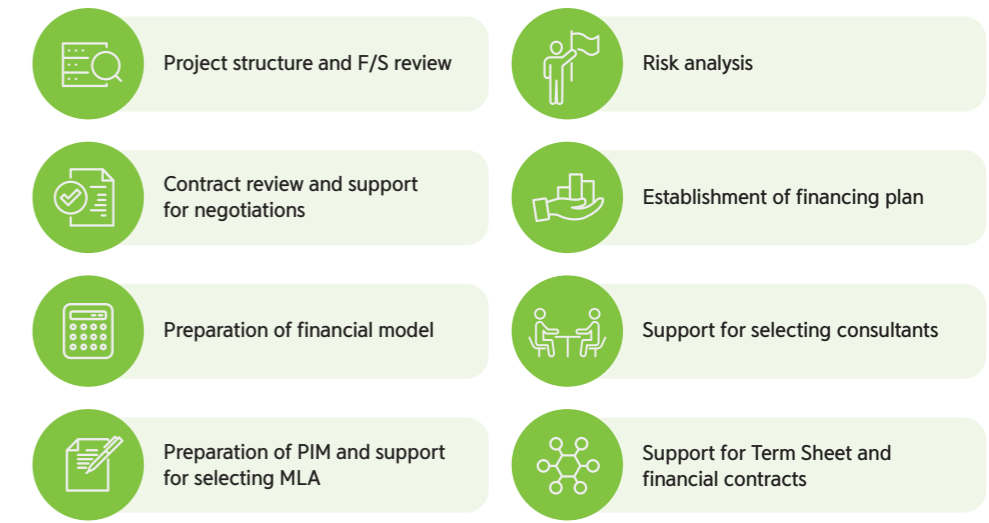 Project structure and F/S review
Risk analysis
Contract review and support
for negotiations
Establishment of financing plan
Preparation of financial model
Support for selecting consultants
Preparation of PIM and support
for selecting MLA
Support for Term Sheet and
financial contracts